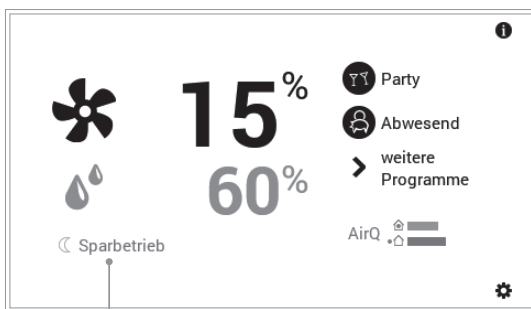 15%
Party
Abwesend
60%
weitere
Programme
AirQ
Sparbetrieb